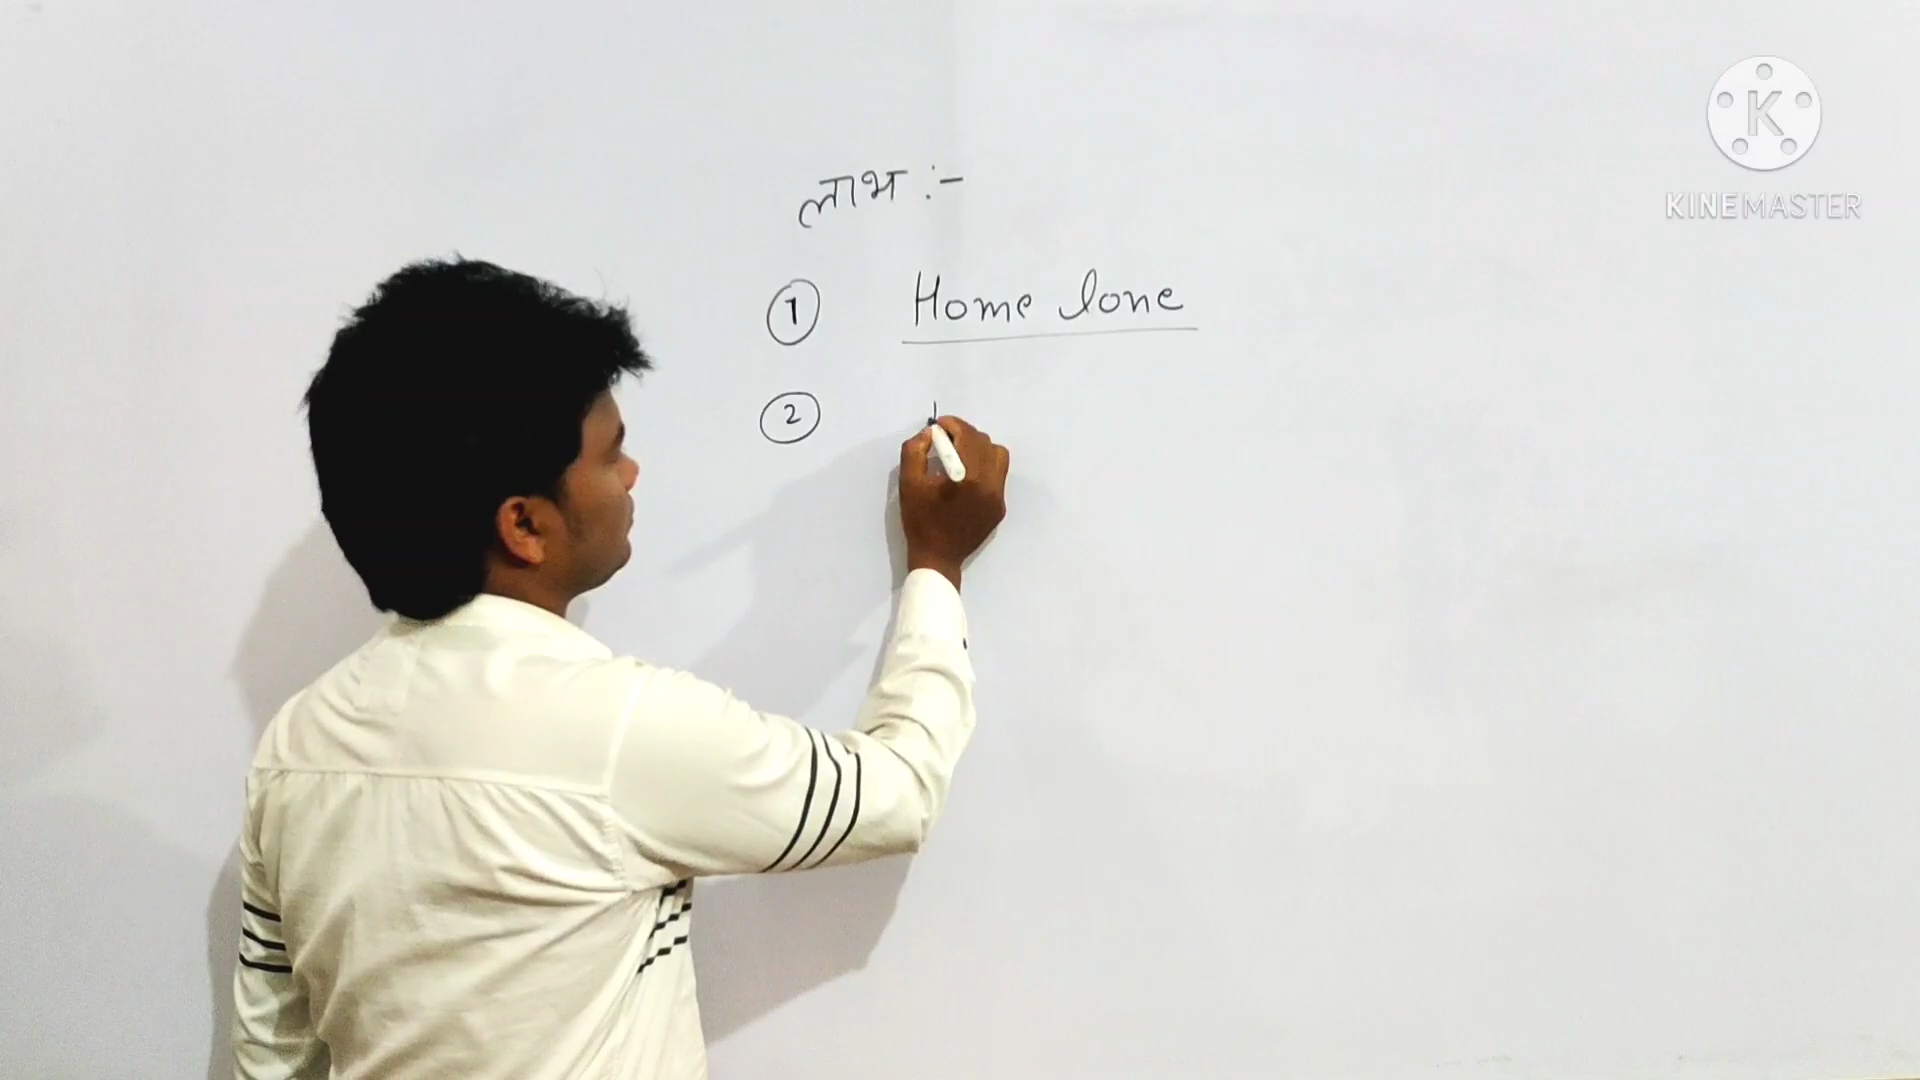 लाभ :-
① Home lone
②
K
KINEMASTER